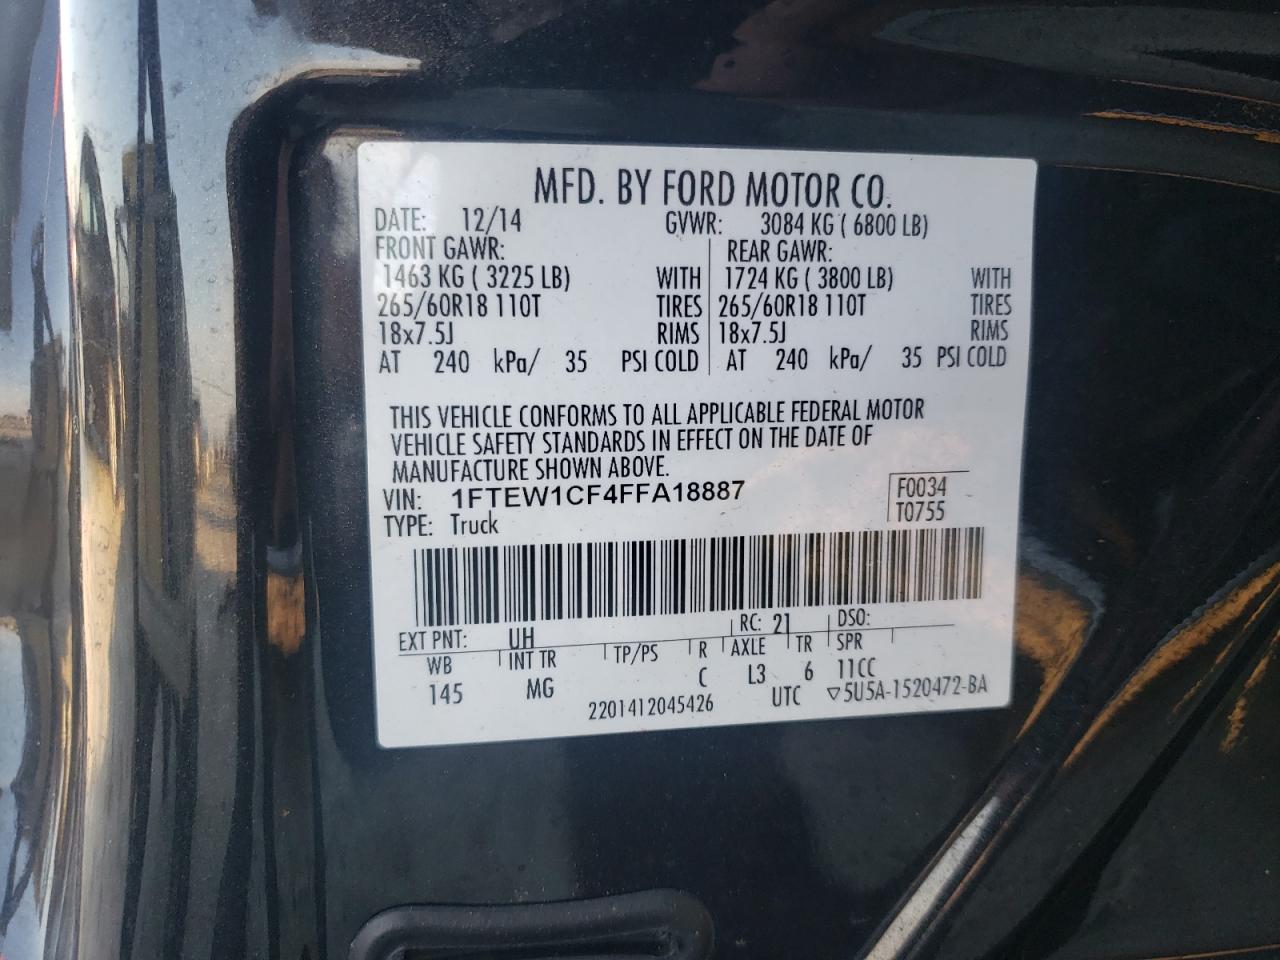 MFD. BY FORD MOTOR CO.
DATE: 12/14 GVWR: 3084 KG ( 6800 LB)
FRONT GAWR: REAR GAWR:
1463 KG ( 3225 LB) WITH 1724 KG ( 3800 LB) WITH
265/60R18 110T TIRES 265/60R18 110T TIRES
18x7.5J RIMS 18x7.5J RIMS
AT 240 kPa/ 35 PSI COLD AT 240 kPa/ 35 PSI COLD
THIS VEHICLE CONFORMS TO ALL APPLICABLE FEDERAL MOTOR
VEHICLE SAFETY STANDARDS IN EFFECT ON THE DATE OF
MANUFACTURE SHOWN ABOVE.
VIN: 1FTEW1CF4FFA18887 F0034
TYPE: Truck T0755
EXT PNT: UH RC: 21 DSO:
WB INT TR TP/PS R AXLE TR SPR
145 MG C L3 6 11CC
2201412045426 UTC ▽5U5A-1520472-BA